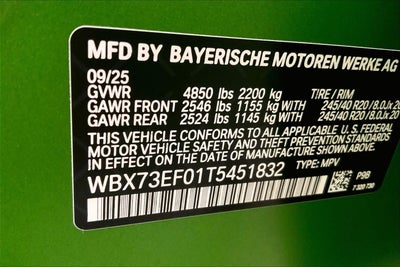 MFD BY BAYERISCHE MOTOREN WERKE AG
09/25
GVWR 4850 lbs 2200 kg TIRE / RIM
GAWR FRONT 2546 lbs 1155 kg WITH 245/40 R20 /8.0Jx 20
GAWR REAR 2524 lbs 1145 kg WITH 245/40 R20 /8.0Jx 20
THIS VEHICLE CONFORMS TO ALL APPLICABLE U.S. FEDERAL
MOTOR VEHICLE SAFETY AND THEFT PREVENTION STANDARDS
IN EFFECT ON THE DATE OF MANUFACTURE SHOWN ABOVE.
WBX73EF01T5451832 TYPE: MPV
P9B
7 520 730